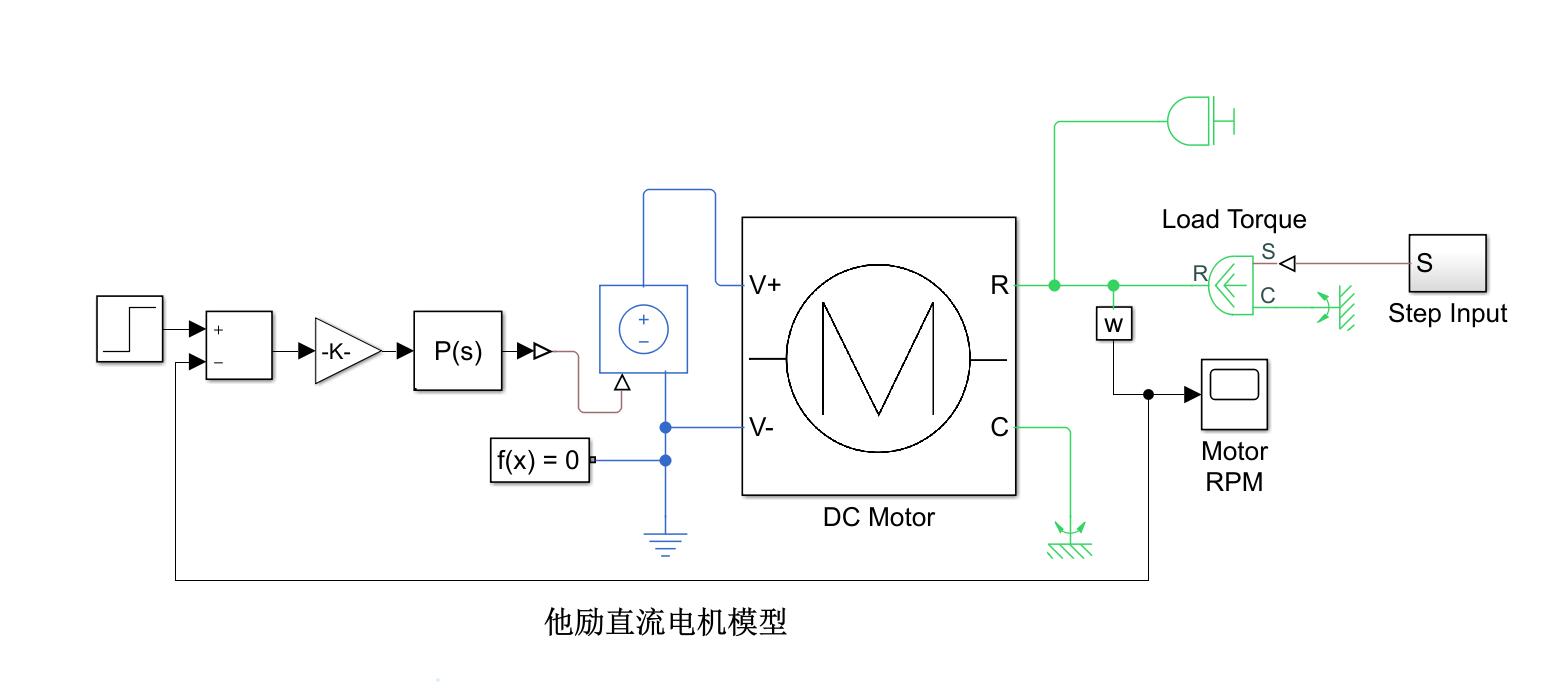 Load Torque
S
R
C
S
Step Input
V+
R
+
−
-K-
P(s)
+
−
w
V-
C
M
f(x) = 0
Motor
RPM
DC Motor
他励直流电机模型